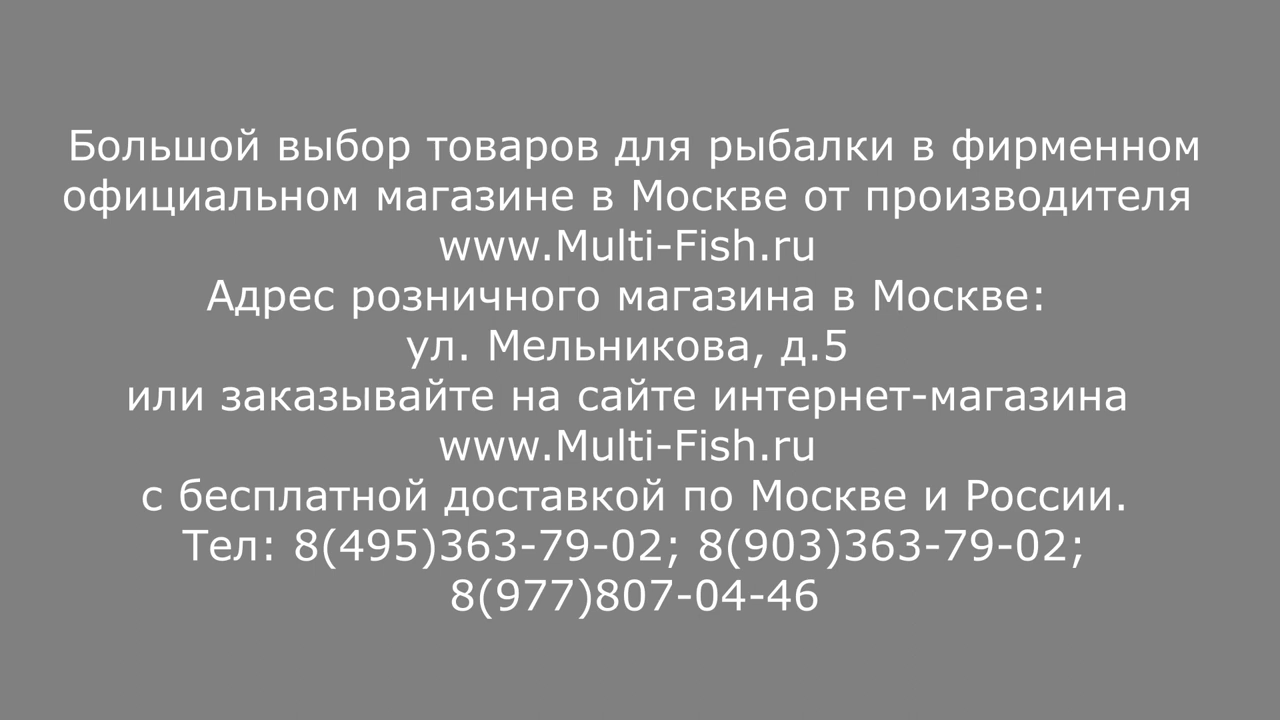 Большой выбор товаров для рыбалки в фирменном
официальном магазине в Москве от производителя
www.Multi-Fish.ru
Адрес розничного магазина в Москве:
ул. Мельникова, д.5
или заказывайте на сайте интернет-магазина
www.Multi-Fish.ru
с бесплатной доставкой по Москве и России.
Тел: 8(495)363-79-02; 8(903)363-79-02;
8(977)807-04-46